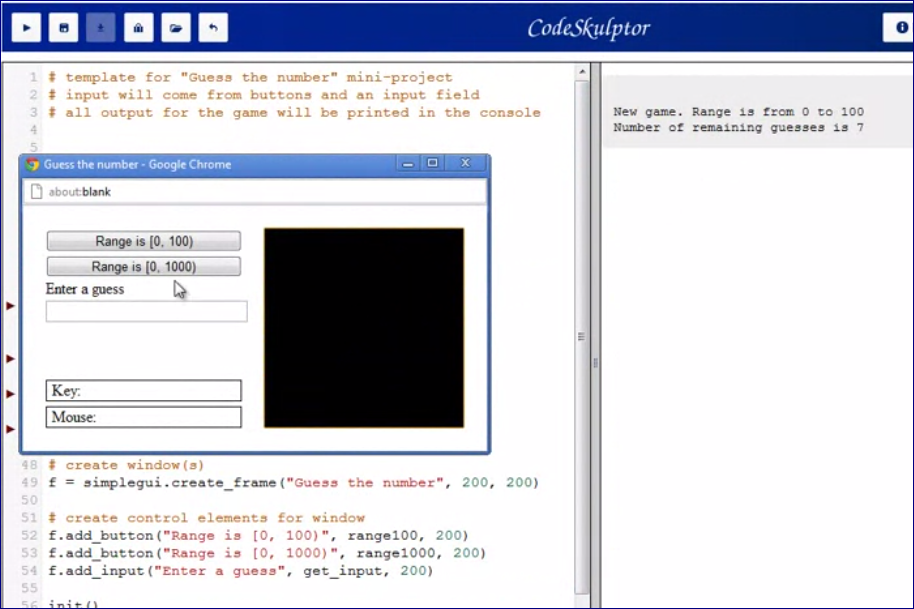 CodeSkulptor
1 # template for "Guess the number" mini-project
2 # input will come from buttons and an input field
3 # all output for the game will be printed in the console
4
5
New game. Range is from 0 to 100
Number of remaining guesses is 7
Guess the number - Google Chrome
about:blank
Range is [0, 100)
Range is [0, 1000)
Enter a guess
Key:
Mouse:
48 # create window(s)
49 f = simplegui.create_frame("Guess the number", 200, 200)
50
51 # create control elements for window
52 f.add_button("Range is [0, 100)", range100, 200)
53 f.add_button("Range is [0, 1000)", range1000, 200)
54 f.add_input("Enter a guess", get_input, 200)
55
56 init()